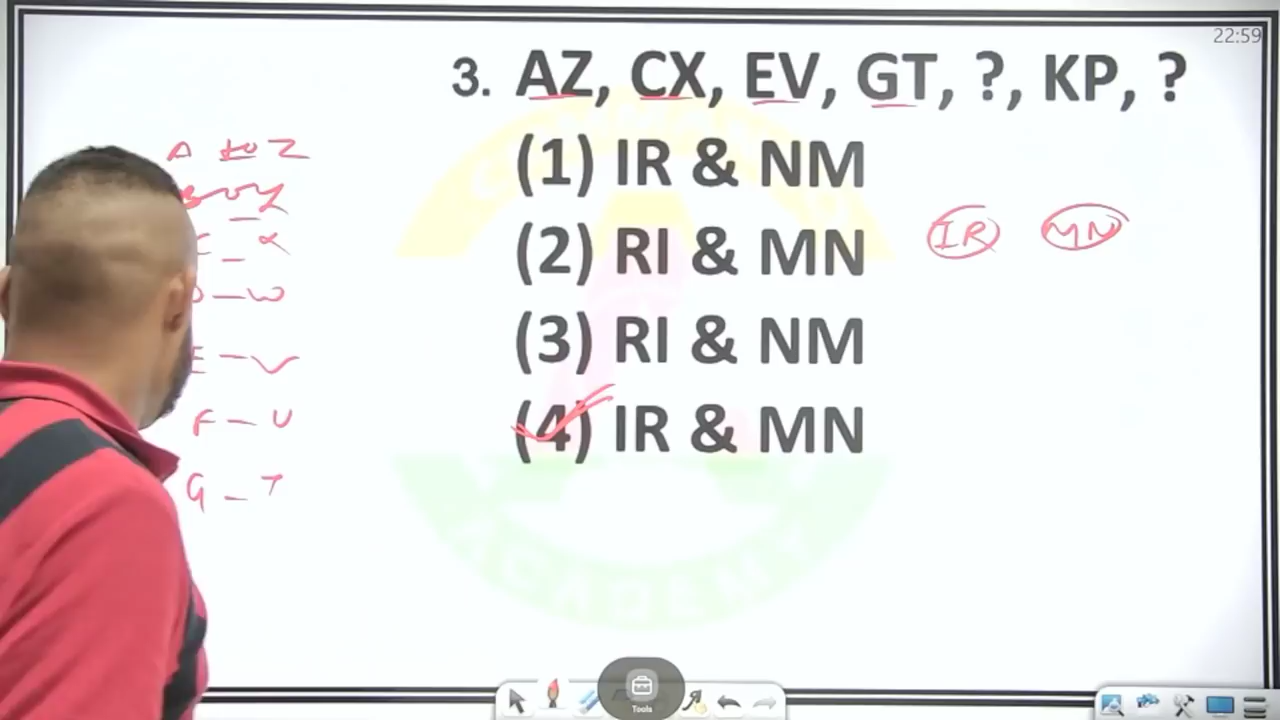 22:59
3. AZ, CX, EV, GT, ?, KP, ?
(1) IR & NM
(2) RI & MN
(3) RI & NM
(4) IR & MN
A to Z
X
W
E - V
F - U
G - T
IR MN
ACADEMY
Tools